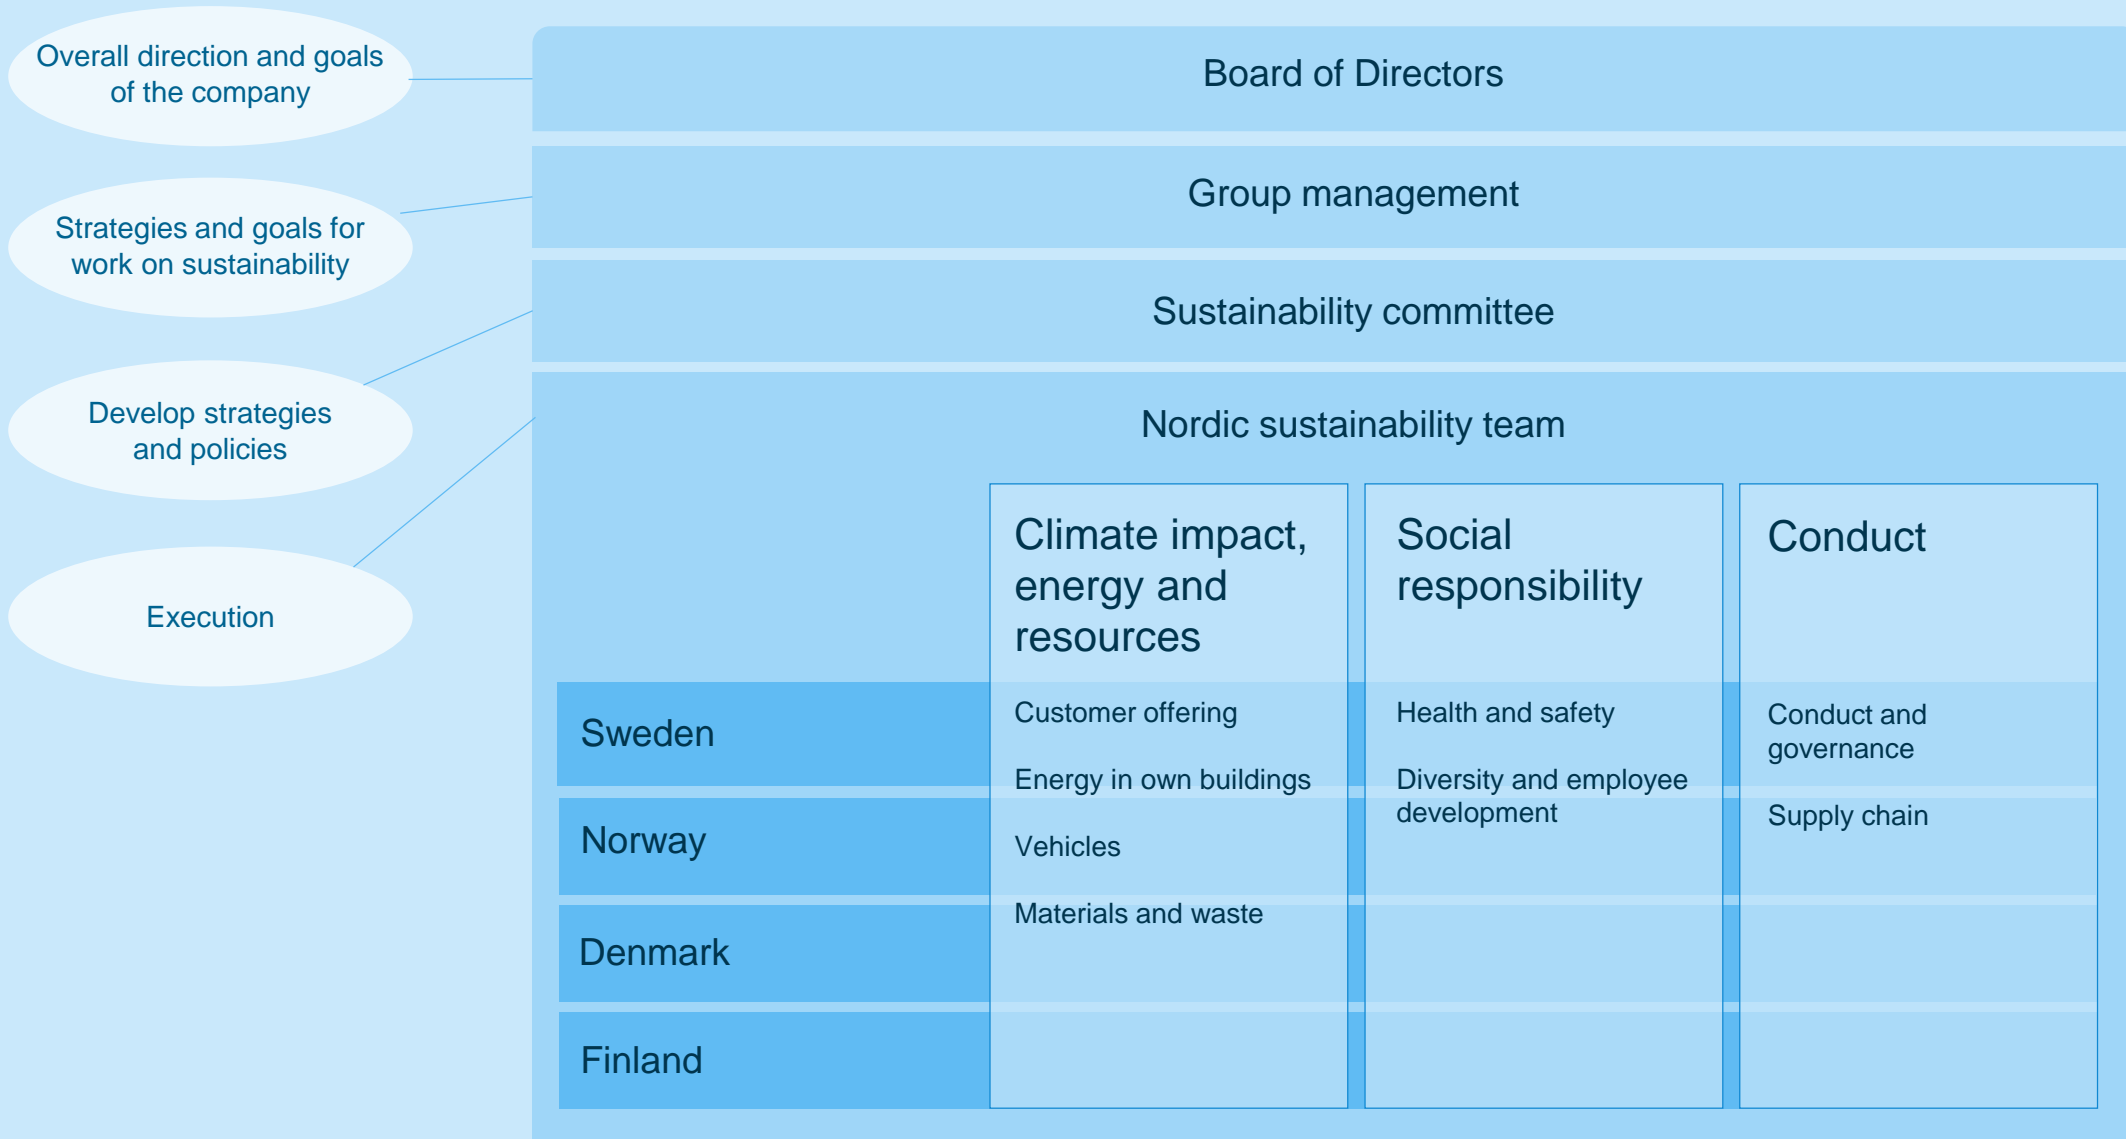 Overall direction and goals
of the company
Board of Directors
Strategies and goals for
work on sustainability
Group management
Develop strategies
and policies
Sustainability committee
Execution
Nordic sustainability team
Climate impact,
energy and
resources
Social
responsibility
Conduct
Sweden
Norway
Denmark
Finland
Customer offering
Energy in own buildings
Vehicles
Materials and waste
Health and safety
Diversity and employee
development
Conduct and
governance
Supply chain